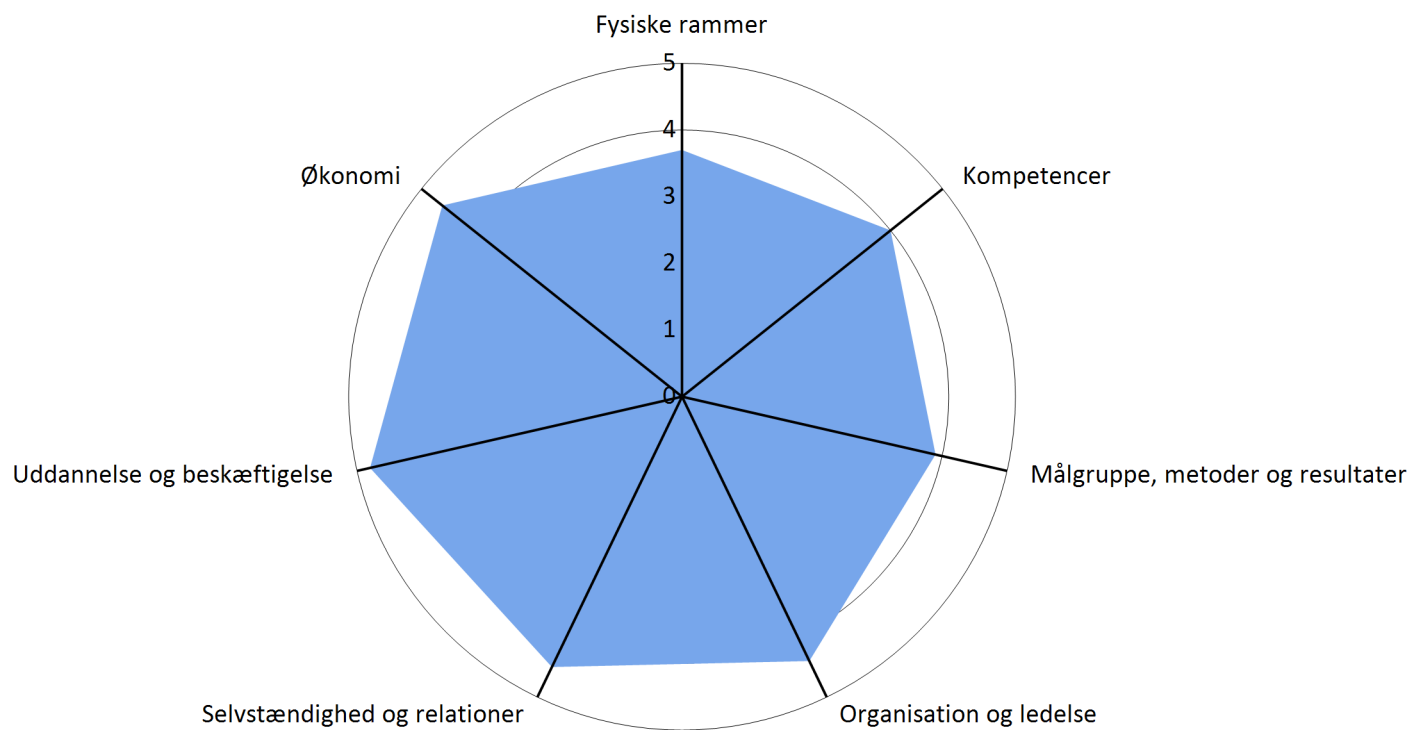 Fysiske rammer
5
4
Økonomi
Kompetencer
3
2
1
0
Uddannelse og beskæftigelse
Målgruppe, metoder og resultater
Selvstændighed og relationer
Organisation og ledelse